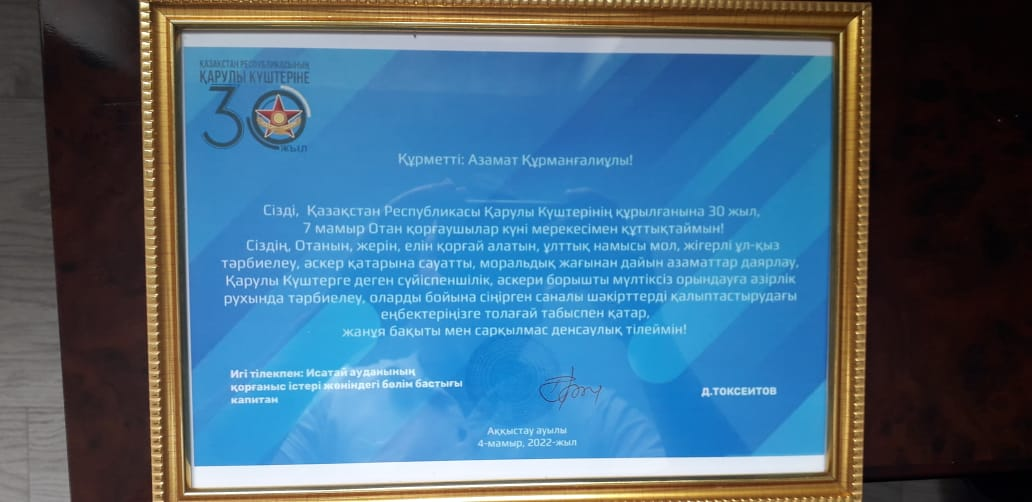 ҚАЗАҚСТАН РЕСПУБЛИКАСЫНЫҢ
ҚАРУЛЫ КҮШТЕРІНЕ
30
ЖЫЛ
Құрметті: Азамат Құрманғалиұлы!
Сізді, Қазақстан Республикасы Қарулы Күштерінің құрылғанына 30 жыл,
7 мамыр Отан қорғаушылар күні мерекесімен құттықтаймын!
Сіздің, Отанын, жерін, елін қорғай алатын, ұлттық намысы мол, жігерлі ұл-қыз
тәрбиелеу, әскер қатарына сауатты, моральдық жағынан дайын азаматтар даярлау,
Қарулы Күштерге деген сүйіспеншілік, әскери борышты мүлтіксіз орындауға әзірлік
рухында тәрбиелеу, оларды бойына сіңірген саналы шәкірттерді қалыптастырудағы
еңбектеріңізге толағай табыспен қатар,
жанұя бақыты мен сарқылмас денсаулық тілеймін!
Игі тілекпен: Исатай ауданының
қорғаныс істері жөніндегі бөлім бастығы
капитан
Д.ТОКСЕИТОВ
Аққыстау ауылы
4-мамыр, 2022-жыл